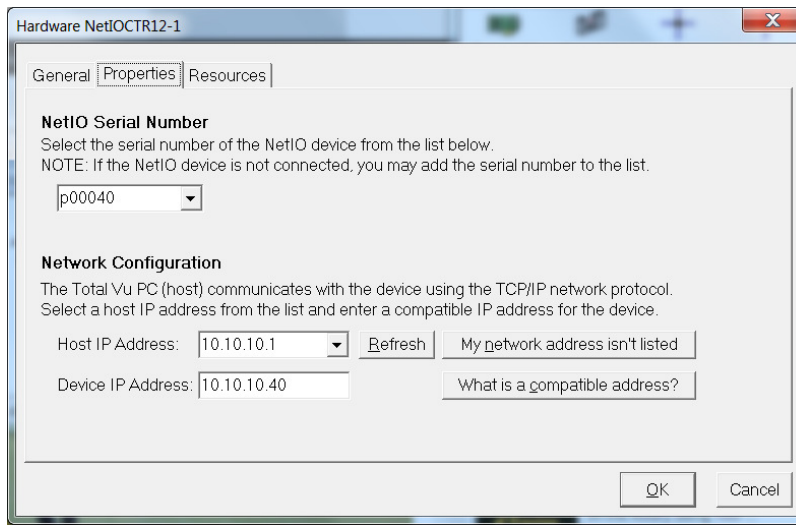 Hardware NetIOCTR12-1
General Properties Resources
NetIO Serial Number
Select the serial number of the NetIO device from the list below.
NOTE: If the NetIO device is not connected, you may add the serial number to the list.
p00040
Network Configuration
The Total Vu PC (host) communicates with the device using the TCP/IP network protocol.
Select a host IP address from the list and enter a compatible IP address for the device.
Host IP Address: 10.10.10.1 Refresh My network address isn't listed
Device IP Address: 10.10.10.40 What is a compatible address?
OK Cancel